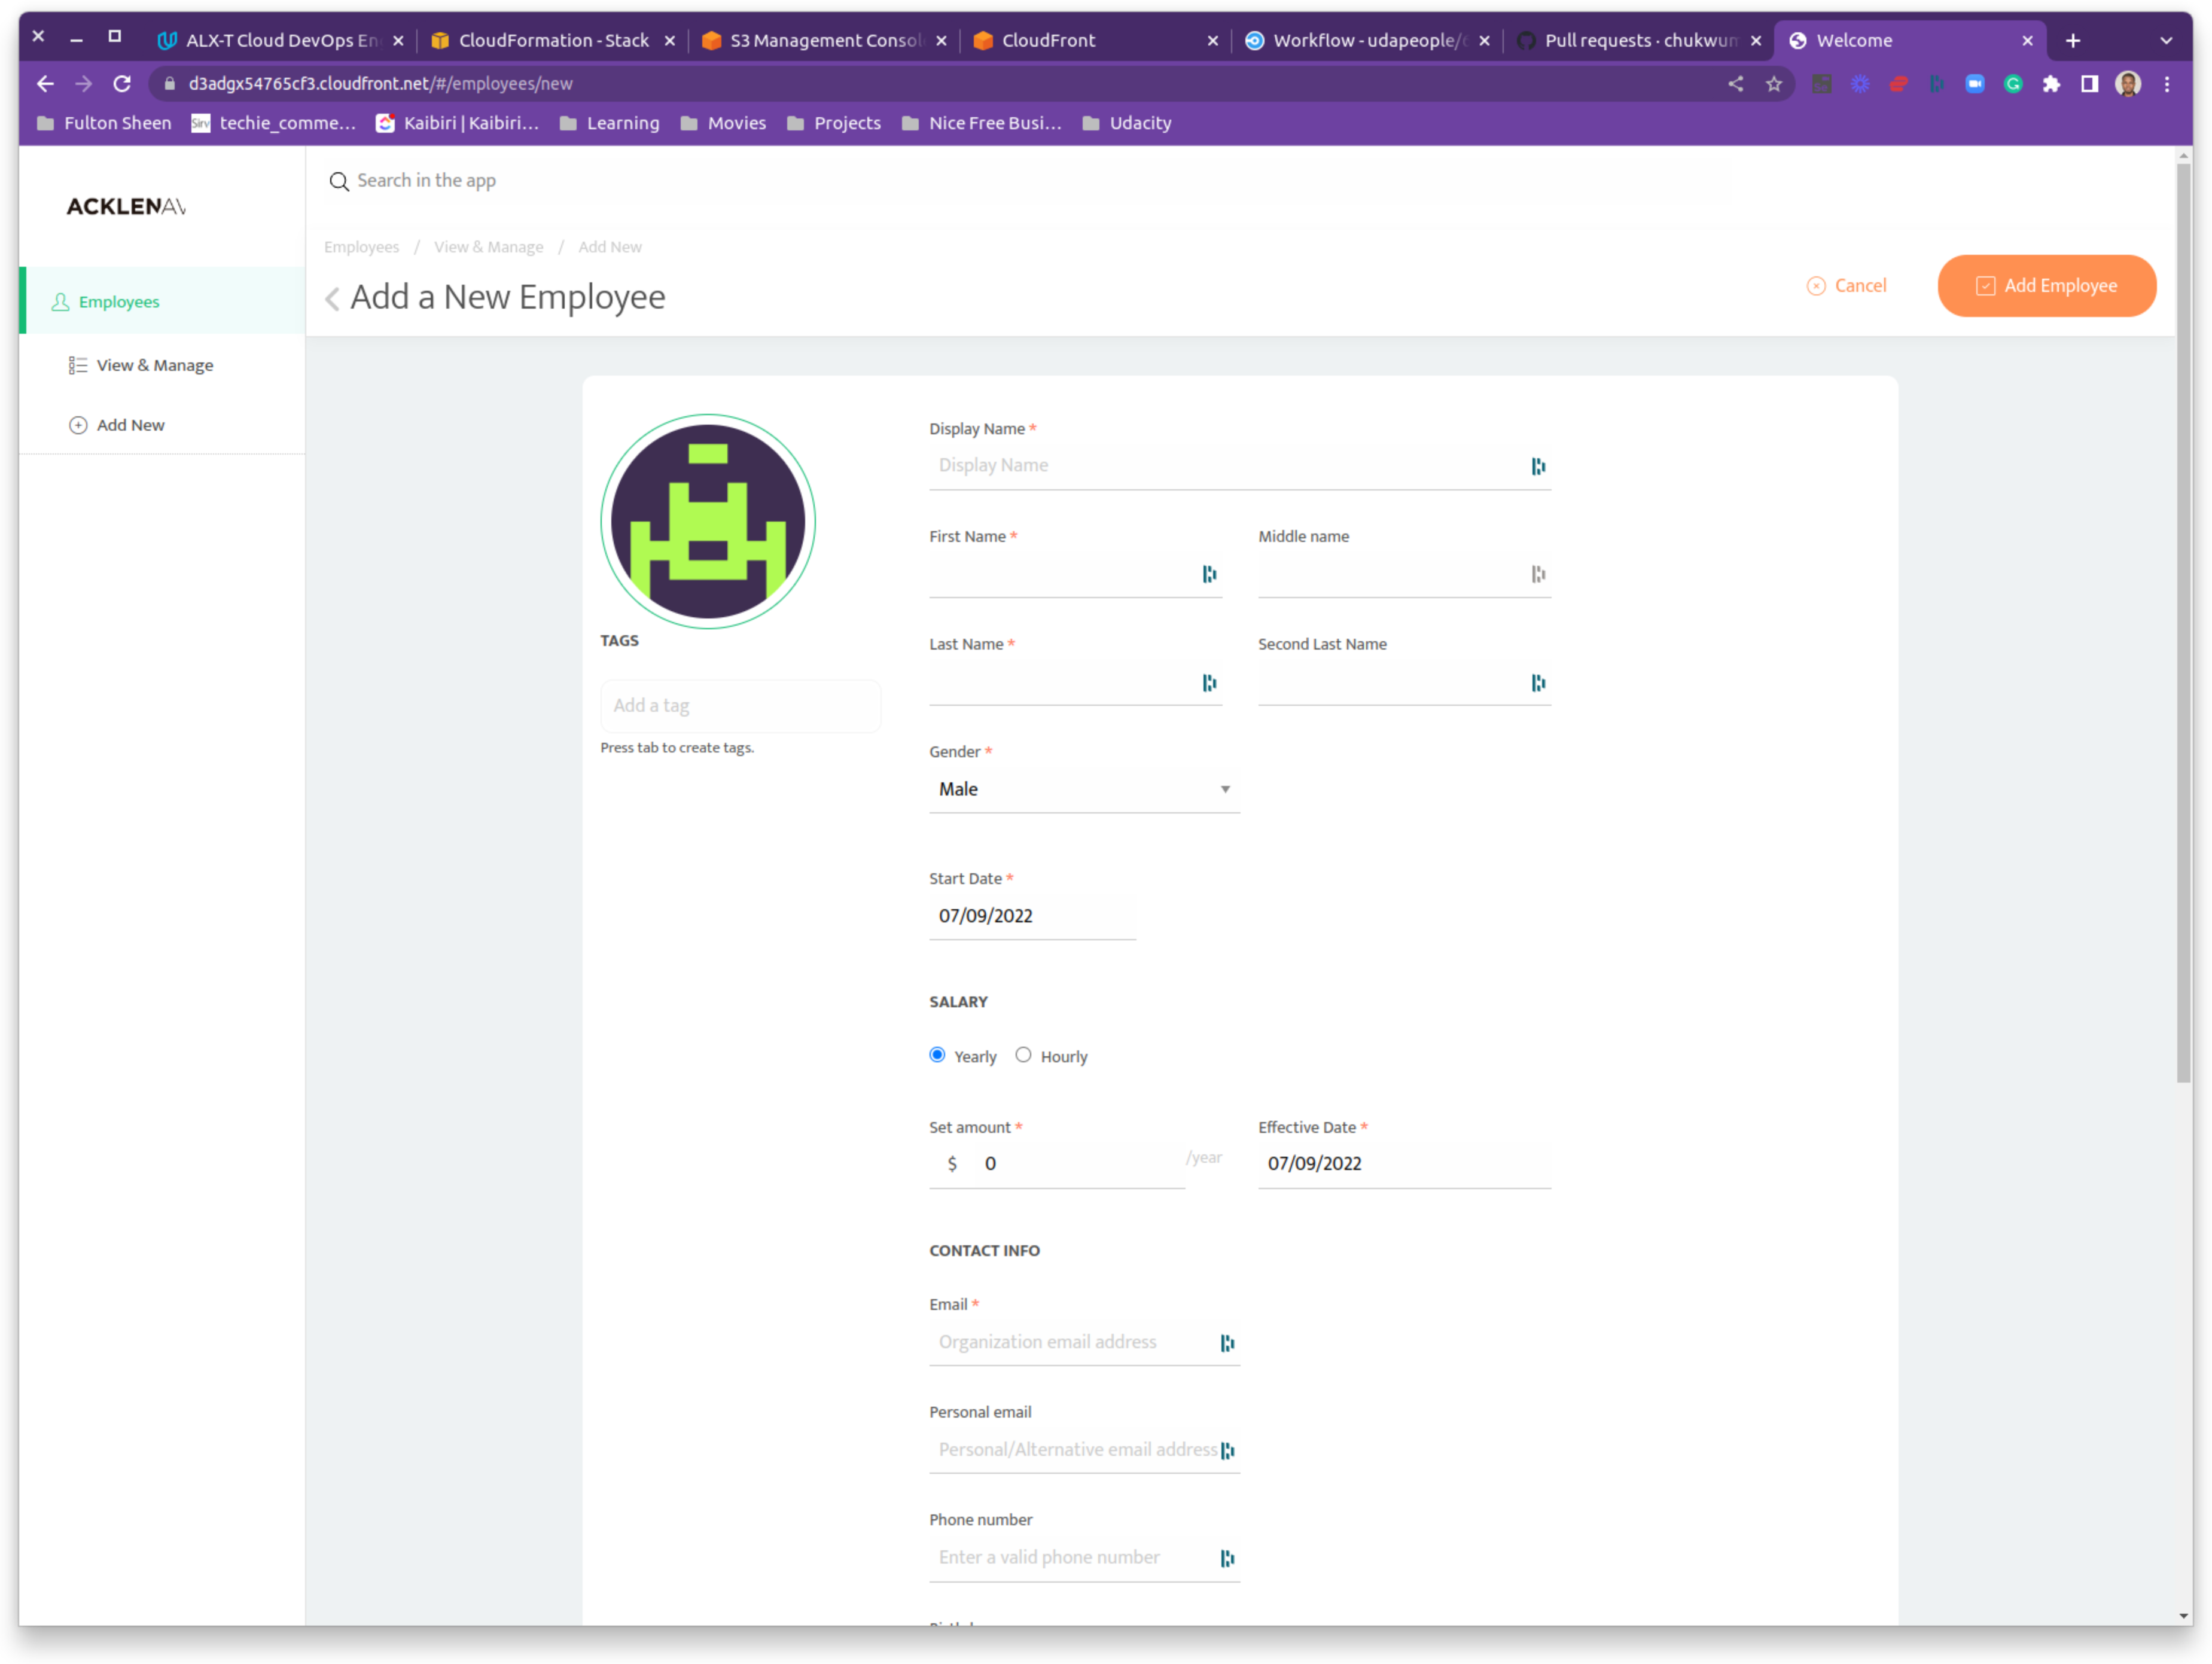 ALX-T Cloud DevOps En
CloudFormation - Stack
S3 Management Consol
CloudFront
Workflow - udapeople/
Pull requests · chukwum
Welcome
d3adgx54765cf3.cloudfront.net/#/employees/new
Fulton Sheen
Sirv
techie_comme...
Kaibiri | Kaibiri...
Learning
Movies
Projects
Nice Free Busi...
Udacity
ACKLENAV
Search in the app
Employees / View & Manage / Add New
Add a New Employee
Cancel
Add Employee
Employees
View & Manage
Add New
TAGS
Add a tag
Press tab to create tags.
Display Name *
Display Name
First Name *
Middle name
Last Name *
Second Last Name
Gender *
Male
Start Date *
07/09/2022
SALARY
Yearly
Hourly
Set amount *
$ 0 /year
Effective Date *
07/09/2022
CONTACT INFO
Email *
Organization email address
Personal email
Personal/Alternative email address
Phone number
Enter a valid phone number